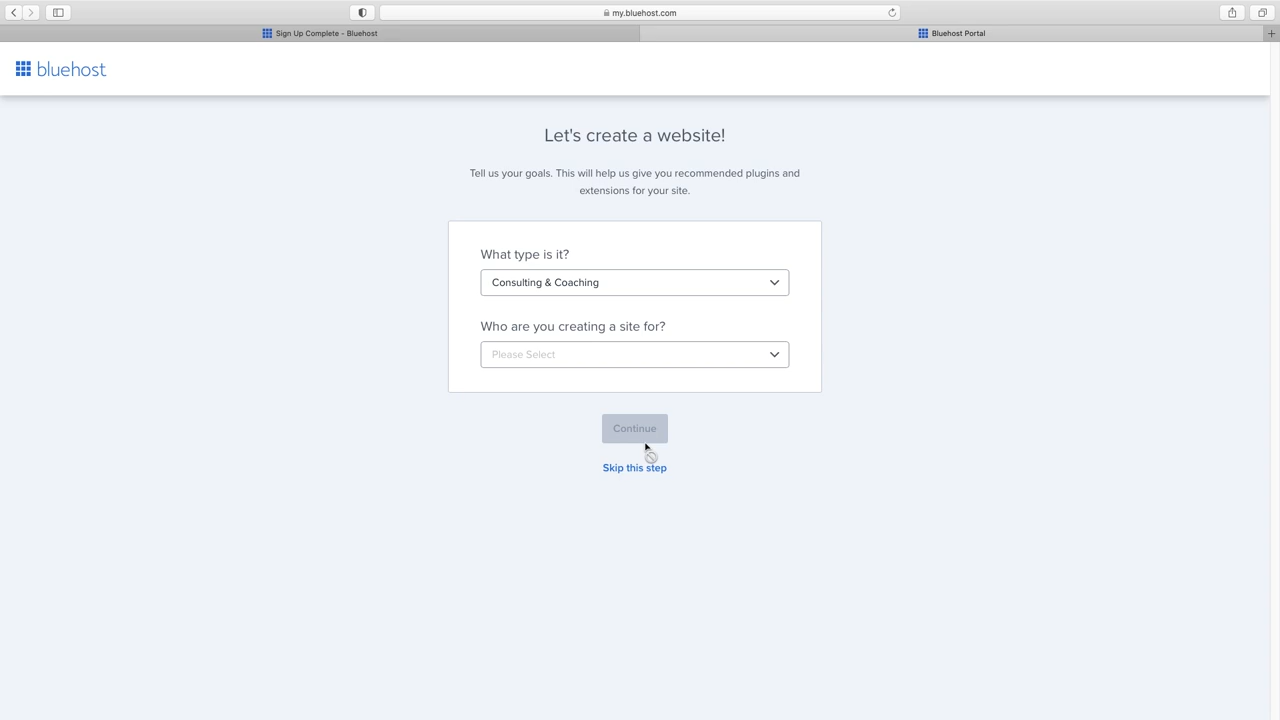 my.bluehost.com
Sign Up Complete - Bluehost
Bluehost Portal
bluehost
Let's create a website!
Tell us your goals. This will help us give you recommended plugins and
extensions for your site.
What type is it?
Consulting & Coaching
Who are you creating a site for?
Please Select
Continue
Skip this step